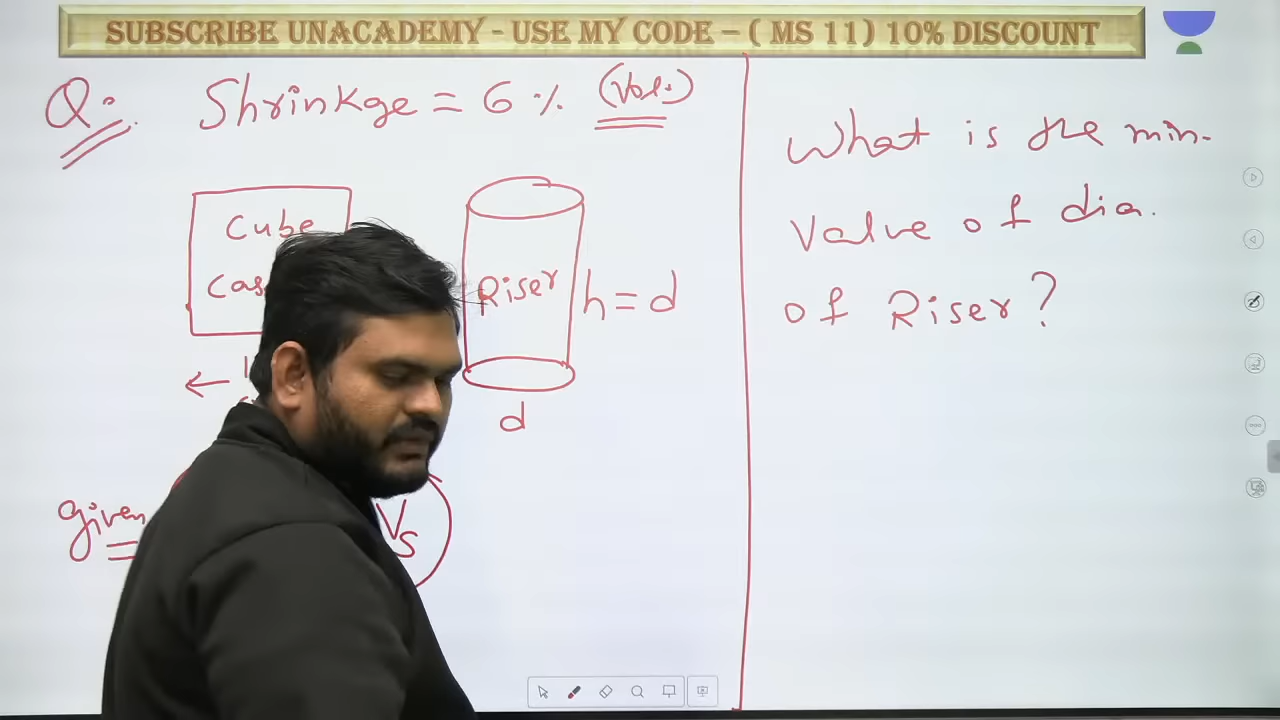 SUBSCRIBE UNACADEMY - USE MY CODE - ( MS 11) 10% DISCOUNT
Q:
Shrinkge = 6 % (Vol.)
Cube
Riser
h = d
d
given
Vs
What is the min.
Value of dia.
of Riser?